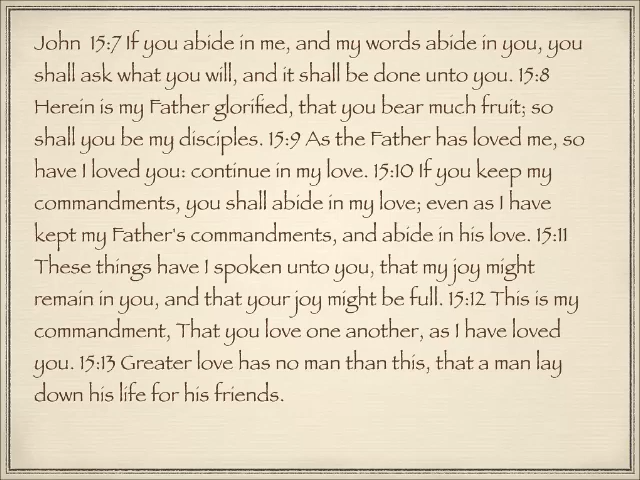 John 15:7 If you abide in me, and my words abide in you, you
shall ask what you will, and it shall be done unto you. 15:8
Herein is my Father glorified, that you bear much fruit; so
shall you be my disciples. 15:9 As the Father has loved me, so
have I loved you: continue in my love. 15:10 If you keep my
commandments, you shall abide in my love; even as I have
kept my Father's commandments, and abide in his love. 15:11
These things have I spoken unto you, that my joy might
remain in you, and that your joy might be full. 15:12 This is my
commandment, That you love one another, as I have loved
you. 15:13 Greater love has no man than this, that a man lay
down his life for his friends.